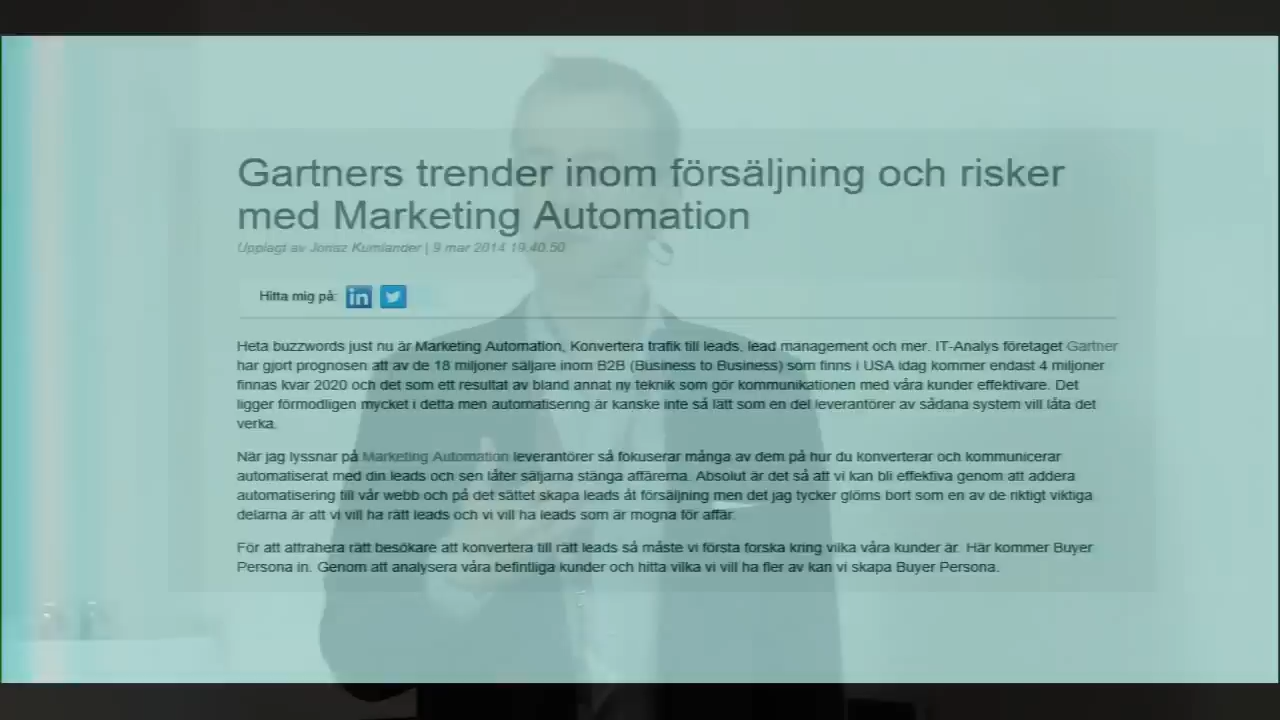 Gartners trender inom försäljning och risker
med Marketing Automation
Upplagt av Jonaz Kumlander | 9 mar 2014 19.40.50
Hitta mig på: in
Heta buzzwords just nu är Marketing Automation, Konvertera trafik till leads, lead management och mer. IT-Analys företaget Gartner
har gjort prognosen att av de 18 miljoner säljare inom B2B (Business to Business) som finns i USA idag kommer endast 4 miljoner
finnas kvar 2020 och det som ett resultat av bland annat ny teknik som gör kommunikationen med våra kunder effektivare. Det
ligger förmodligen mycket i detta men automatisering är kanske inte så lätt som en del leverantörer av sådana system vill låta det
verka.
När jag lyssnar på Marketing Automation leverantörer så fokuserar många av dem på hur du konverterar och kommunicerar
automatiserat med din leads och sen låter säljarna stänga affärerna. Absolut är det så att vi kan bli effektiva genom att addera
automatisering till vår webb och på det sättet skapa leads åt försäljning men det jag tycker glöms bort som en av de riktigt viktiga
delarna är att vi vill ha rätt leads och vi vill ha leads som är mogna för affär.
För att attrahera rätt besökare att konvertera till rätt leads så måste vi första forska kring vilka våra kunder är. Här kommer Buyer
Persona in. Genom att analysera våra befintliga kunder och hitta vilka vi vill ha fler av kan vi skapa Buyer Persona.